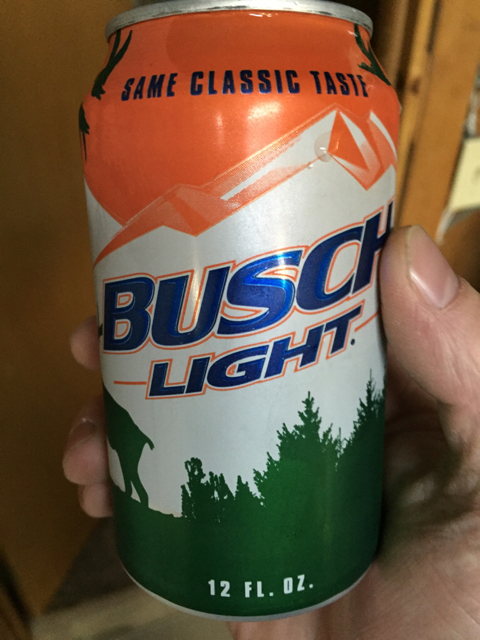 SAME CLASSIC TASTE
BUSCH
LIGHT.
12 FL. OZ.